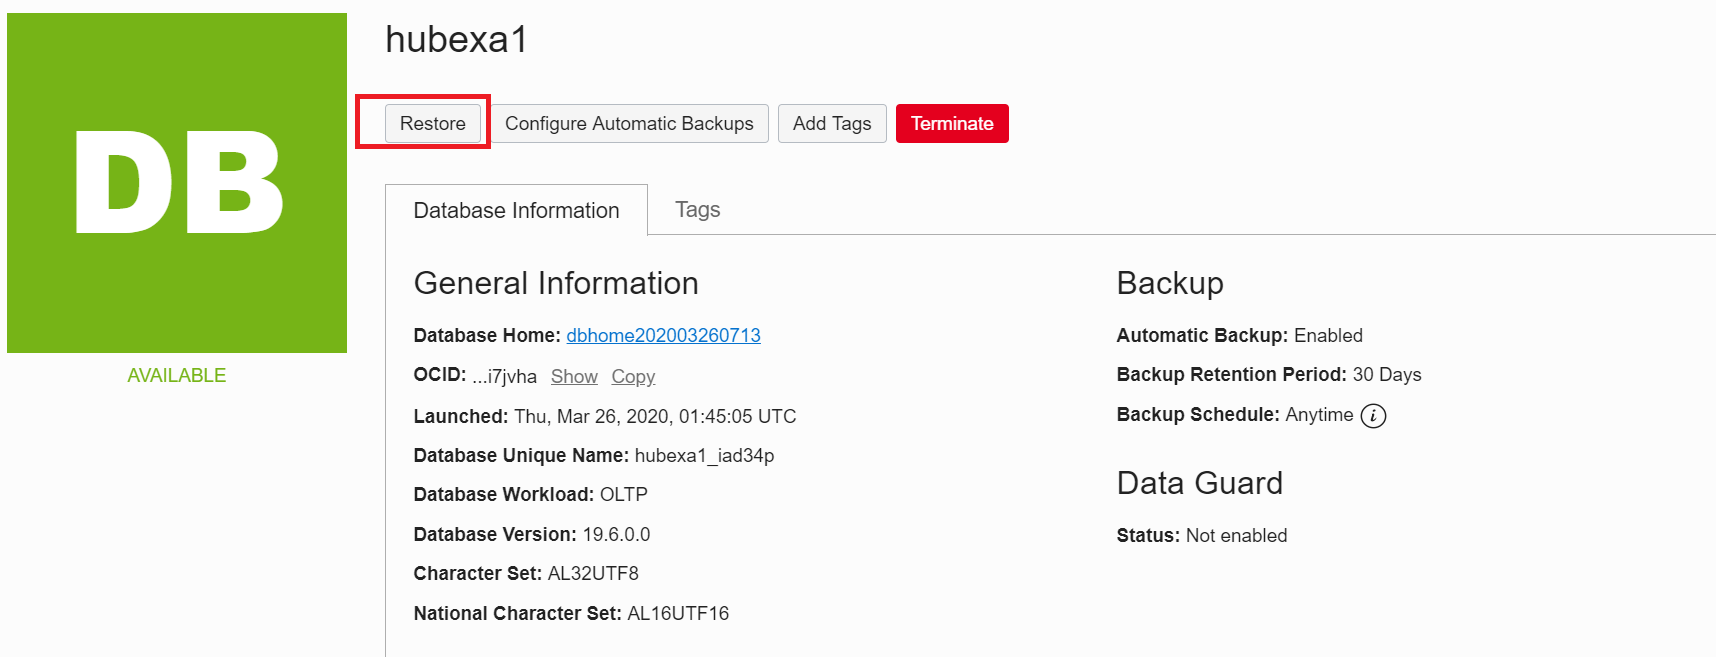 DB
AVAILABLE
hubexa1
Restore Configure Automatic Backups Add Tags Terminate
Database Information Tags
General Information
Database Home: dbhome202003260713
OCID: ...i7jvha Show Copy
Launched: Thu, Mar 26, 2020, 01:45:05 UTC
Database Unique Name: hubexa1_iad34p
Database Workload: OLTP
Database Version: 19.6.0.0
Character Set: AL32UTF8
National Character Set: AL16UTF16
Backup
Automatic Backup: Enabled
Backup Retention Period: 30 Days
Backup Schedule: Anytime i
Data Guard
Status: Not enabled